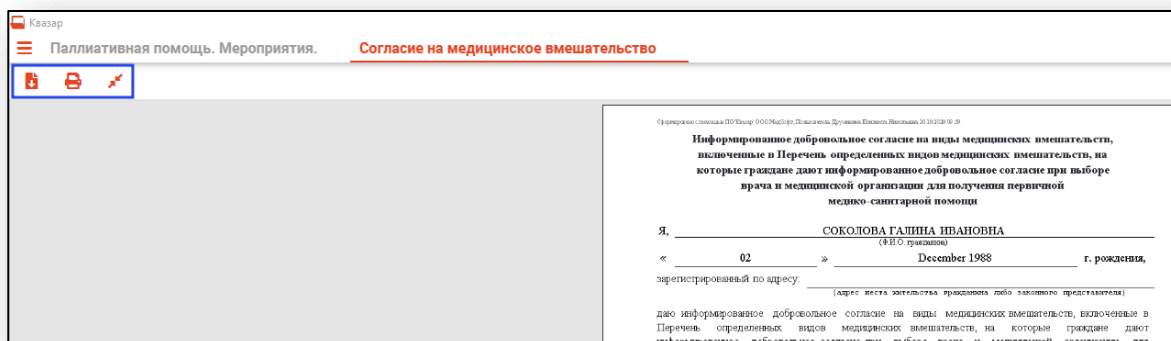 Квазар
Паллиативная помощь. Мероприятия. Согласие на медицинское вмешательство
Информированное добровольное согласие на виды медицинских вмешательств,
включенные в Перечень определенных видов медицинских вмешательств, на
которые граждане дают информированное добровольное согласие при выборе
врача и медицинской организации для получения первичной
медико-санитарной помощи
Я, СОКОЛОВА ГАЛИНА ИВАНОВНА
(Ф.И.О. гражданина)
« 02 » December 1988 г. рождения,
зарегистрированный по адресу:
(адрес места жительства гражданина либо законного представителя)
даю информированное добровольное согласие на виды медицинских вмешательств, включенные в
Перечень определенных видов медицинских вмешательств, на которые граждане дают